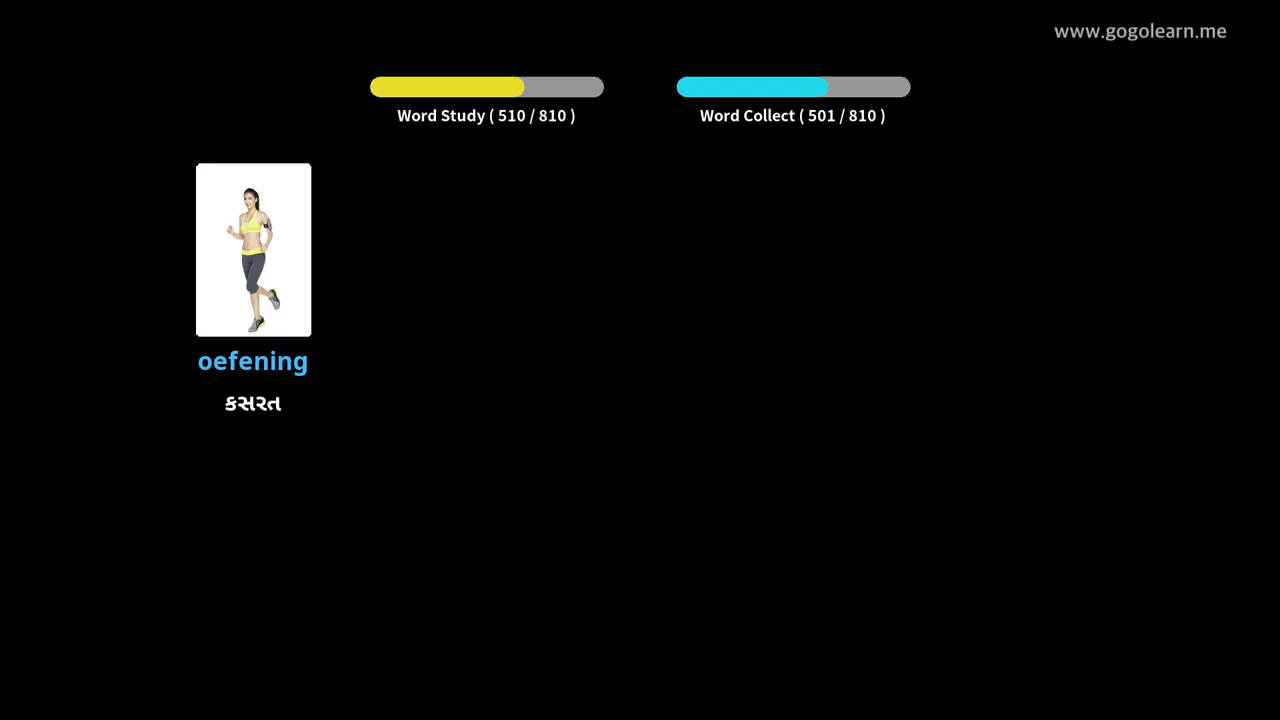 www.gogolearn.me
Word Study ( 510 / 810 )
Word Collect ( 501 / 810 )
oefening
કસરત